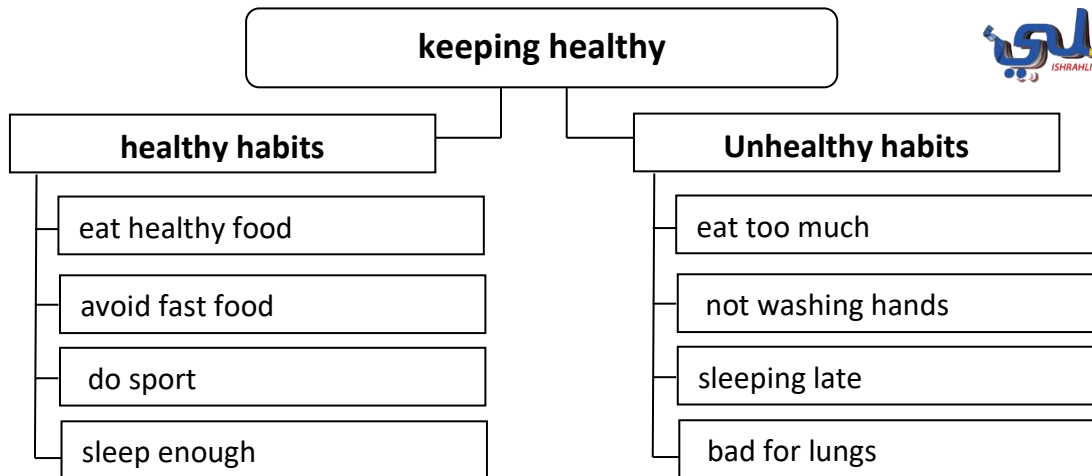 keeping healthy
ISHRAHLI
healthy habits
Unhealthy habits
eat healthy food
avoid fast food
do sport
sleep enough
eat too much
not washing hands
sleeping late
bad for lungs